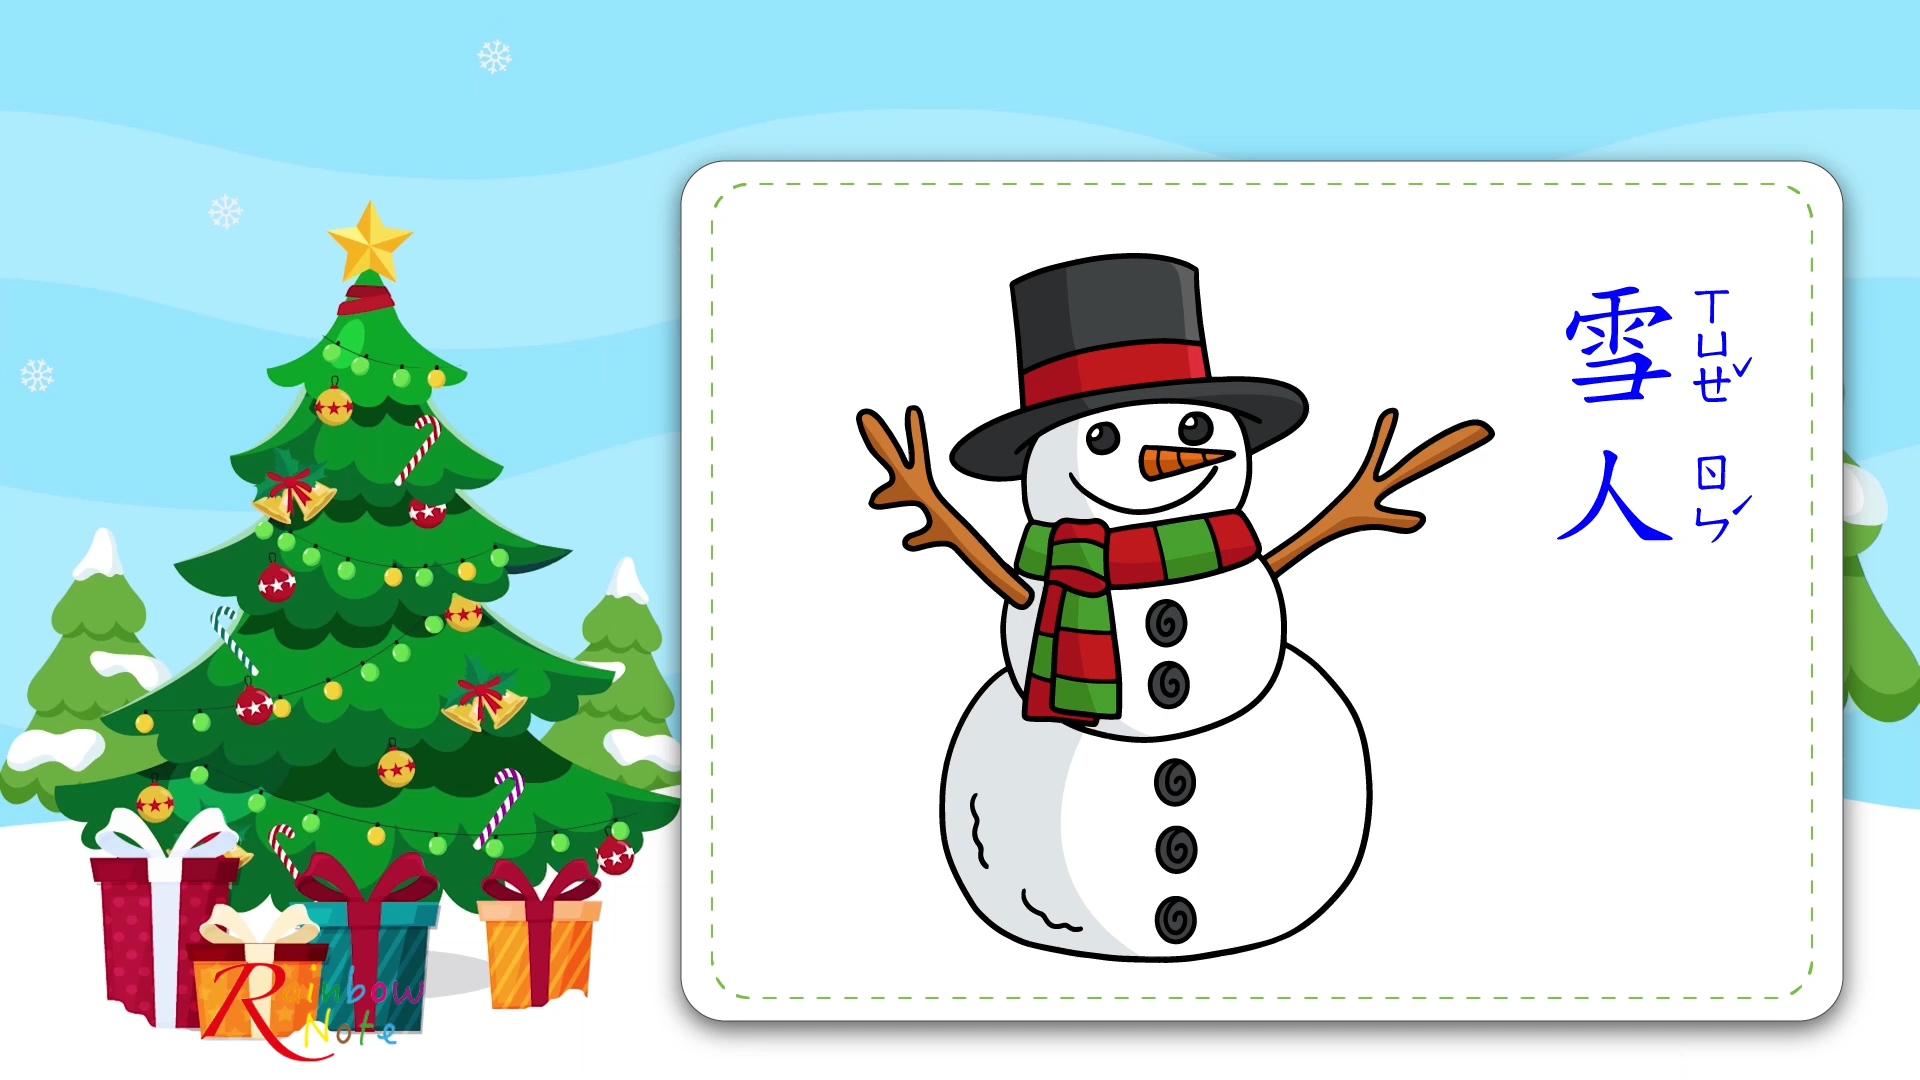 雪 ㄒㄩㄝˇ
人 ㄖㄣˊ
Rainbow
Note